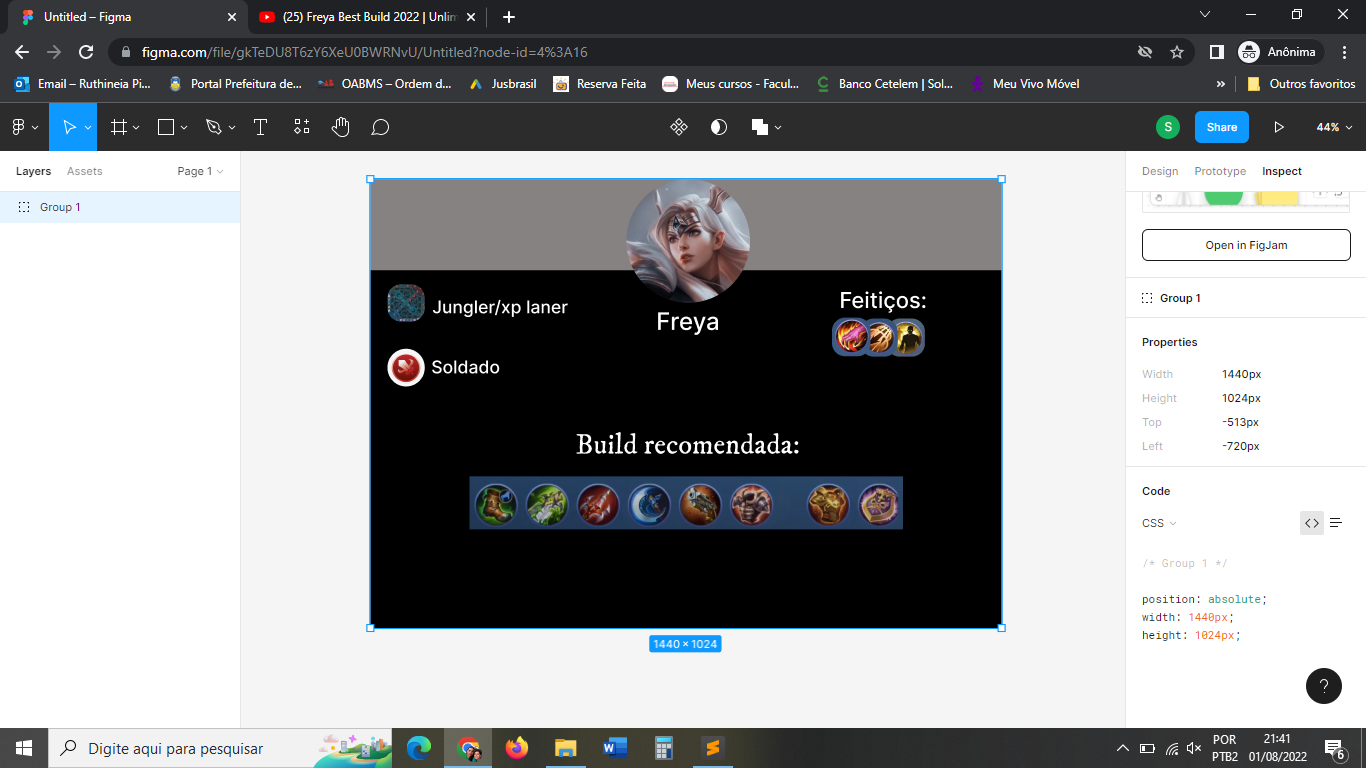 Untitled – Figma
(25) Freya Best Build 2022 | Unlim
figma.com/file/gkTeDU8T6zY6XeU0BWRNvU/Untitled?node-id=4%3A16
Anônima
Email – Ruthineia Pi...
Portal Prefeitura de...
OABMS – Ordem d...
Jusbrasil
Reserva Feita
Meus cursos - Facul...
Banco Cetelem | Sol...
Meu Vivo Móvel
»
Outros favoritos
S
Share
44%
Layers
Assets
Page 1
Design
Prototype
Inspect
Group 1
Open in FigJam
Group 1
Jungler/xp laner
Freya
Feitiços:
Soldado
Build recomendada:
1440 × 1024
Properties
Width 1440px
Height 1024px
Top -513px
Left -720px
Code
CSS
/* Group 1 */
position: absolute;
width: 1440px;
height: 1024px;
?
Digite aqui para pesquisar
POR
PTB2
21:41
01/08/2022
6